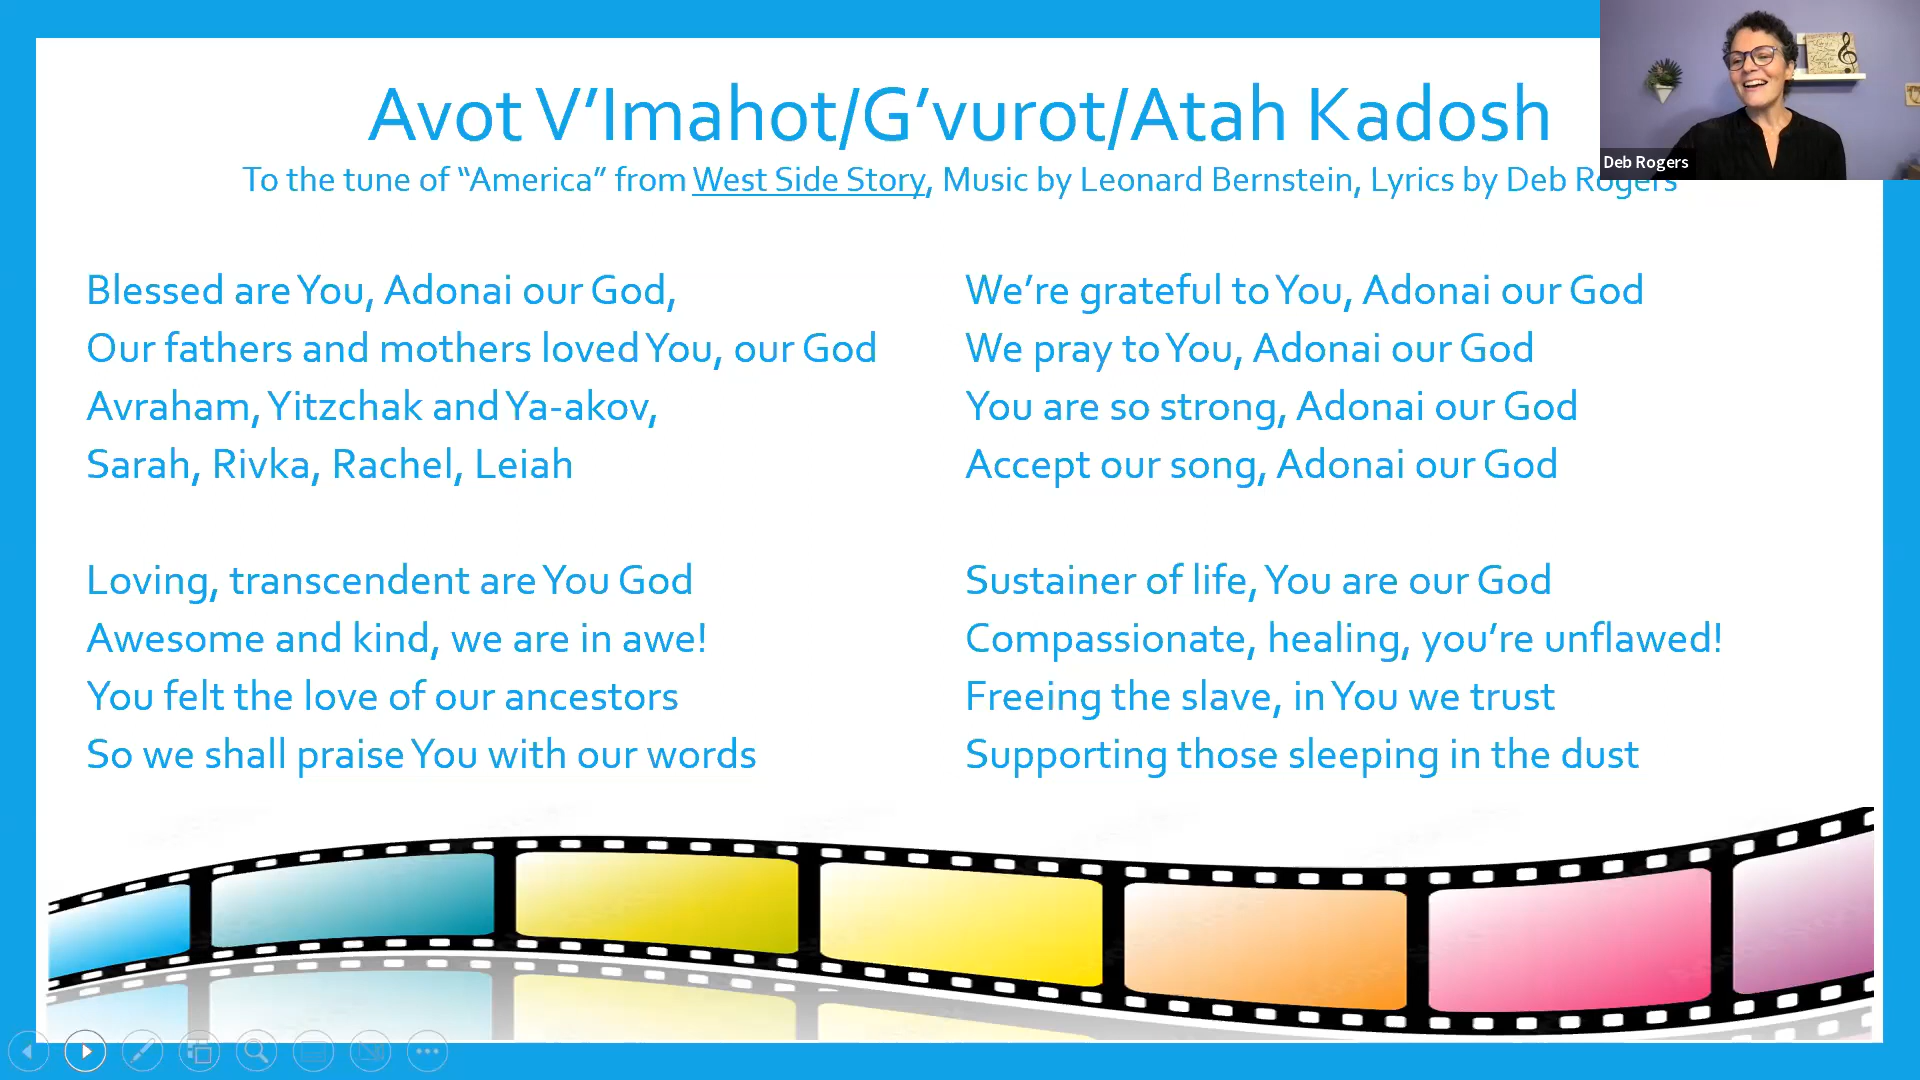 Avot V’Imahot/G’vurot/Atah Kadosh
To the tune of “America” from West Side Story, Music by Leonard Bernstein, Lyrics by Deb Rogers
Deb Rogers
Blessed are You, Adonai our God,
Our fathers and mothers loved You, our God
Avraham, Yitzchak and Ya-akov,
Sarah, Rivka, Rachel, Leiah
Loving, transcendent are You God
Awesome and kind, we are in awe!
You felt the love of our ancestors
So we shall praise You with our words
We’re grateful to You, Adonai our God
We pray to You, Adonai our God
You are so strong, Adonai our God
Accept our song, Adonai our God
Sustainer of life, You are our God
Compassionate, healing, you’re unflawed!
Freeing the slave, in You we trust
Supporting those sleeping in the dust